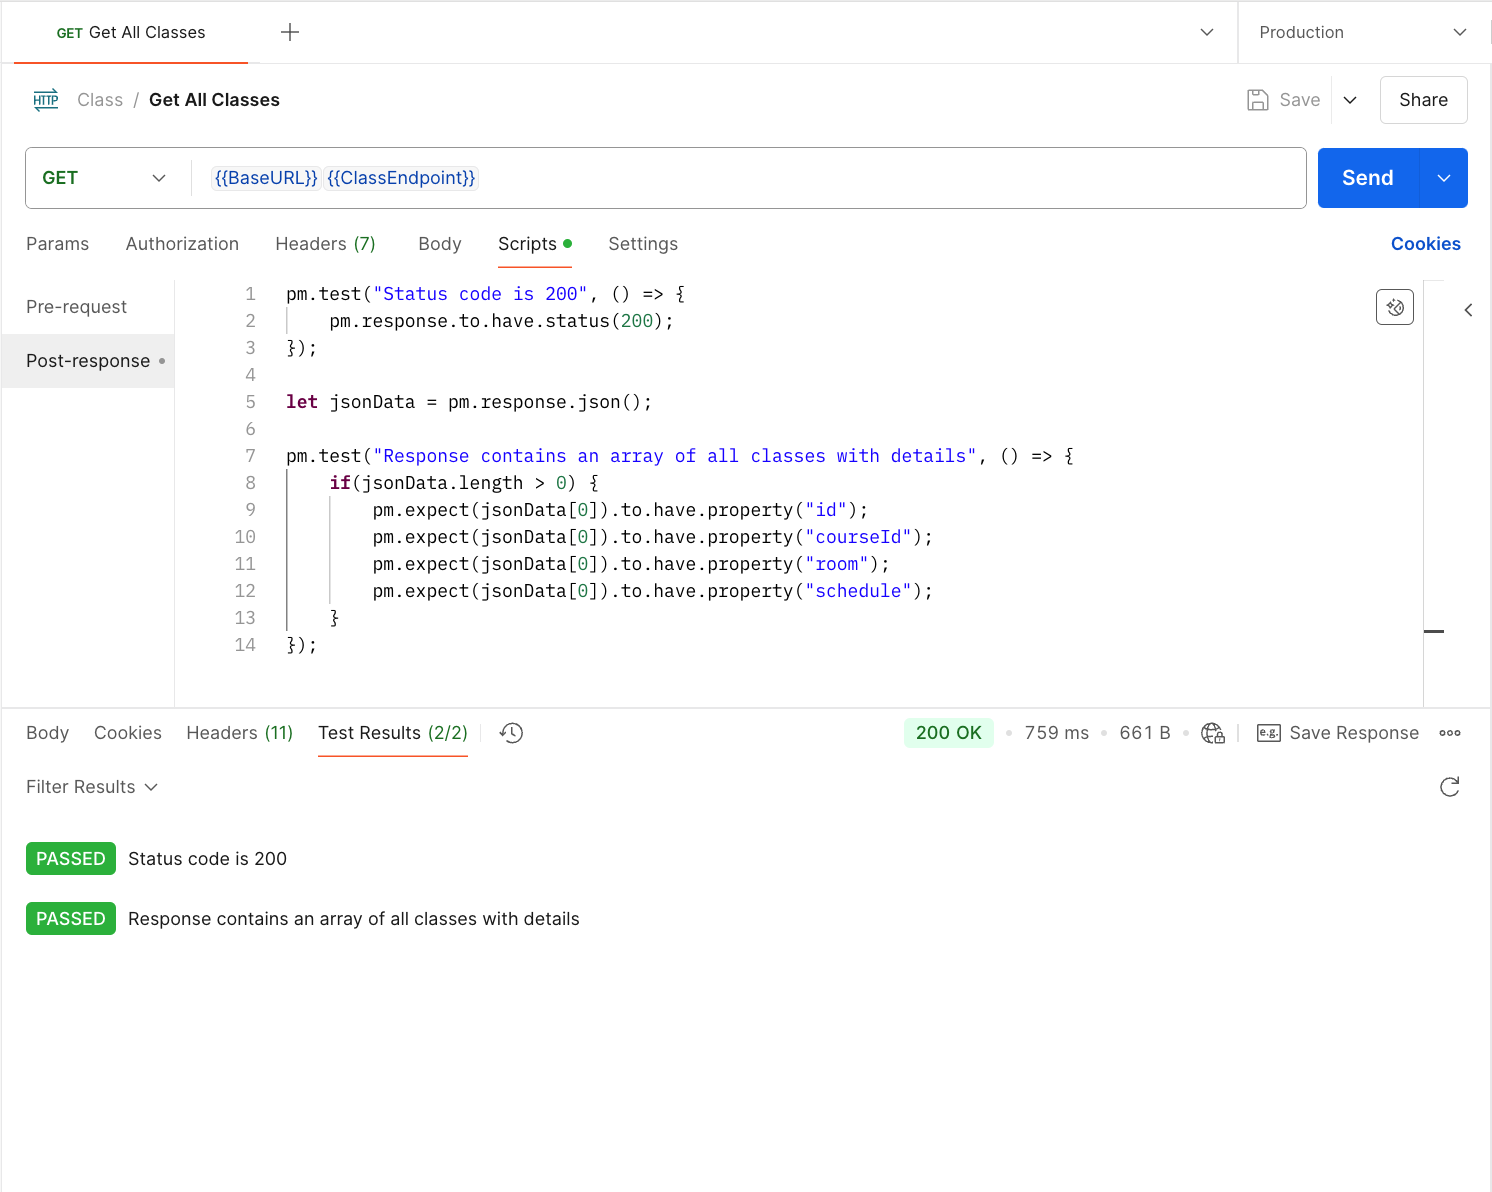 GET Get All Classes
Production
HTTP Class / Get All Classes
Save
Share
GET {{BaseURL}} {{ClassEndpoint}}
Send
Params Authorization Headers (7) Body Scripts Settings Cookies
Pre-request
Post-response
1 pm.test("Status code is 200", () => {
2     pm.response.to.have.status(200);
3 });
4
5 let jsonData = pm.response.json();
6
7 pm.test("Response contains an array of all classes with details", () => {
8     if(jsonData.length > 0) {
9         pm.expect(jsonData[0]).to.have.property("id");
10         pm.expect(jsonData[0]).to.have.property("courseId");
11         pm.expect(jsonData[0]).to.have.property("room");
12         pm.expect(jsonData[0]).to.have.property("schedule");
13     }
14 });
Body Cookies Headers (11) Test Results (2/2) 200 OK • 759 ms • 661 B • e.g. Save Response
Filter Results
PASSED Status code is 200
PASSED Response contains an array of all classes with details